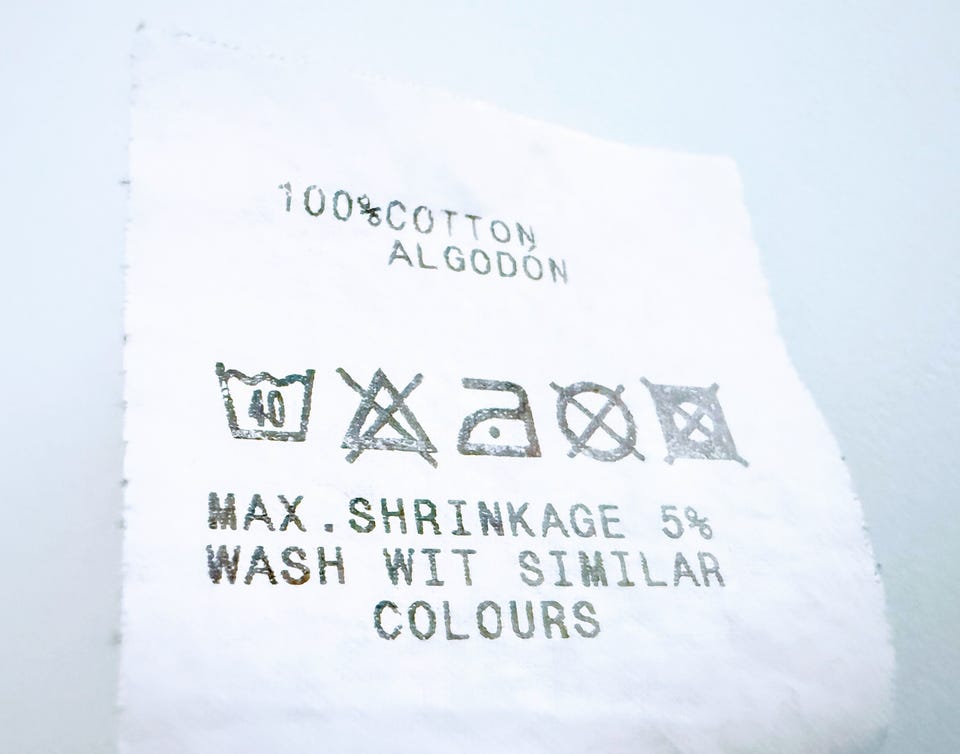 100%COTTON
ALGODÓN
40
MAX.SHRINKAGE 5%
WASH WIT SIMILAR
COLOURS